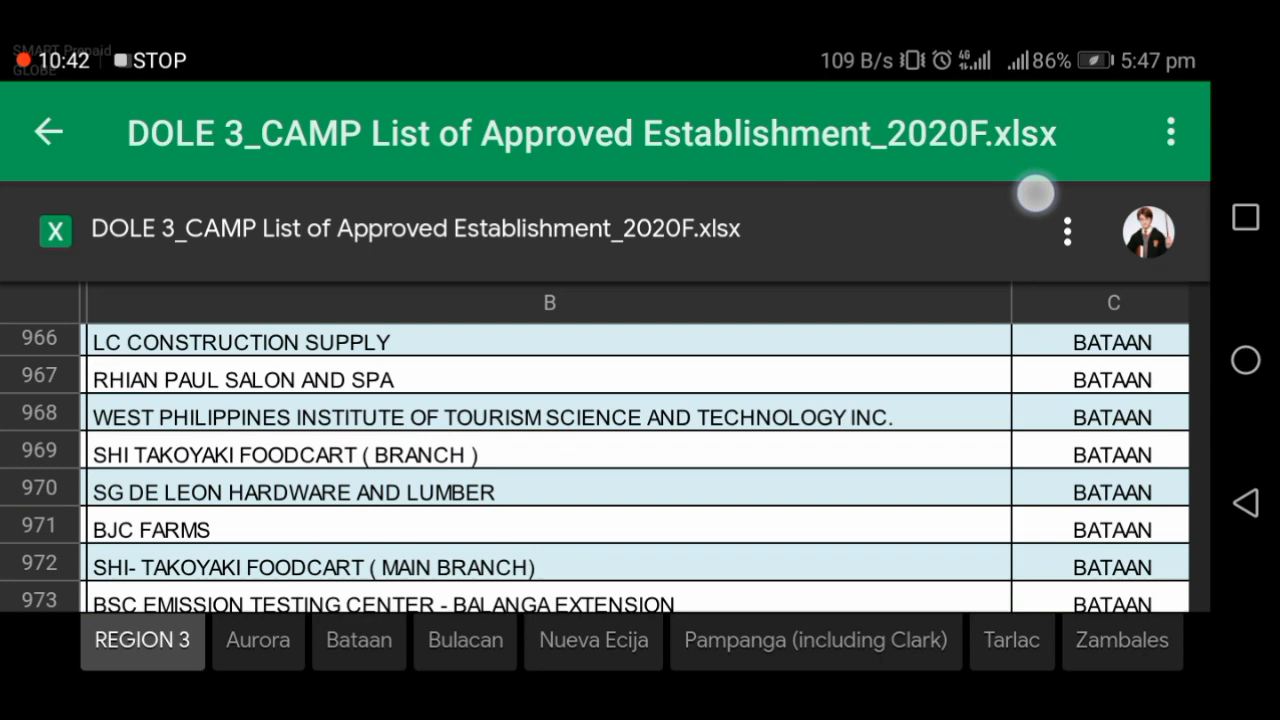 SMART Prepaid
GLOBE
10:42 STOP 109 B/s 4G 86% 5:47 pm
DOLE 3_CAMP List of Approved Establishment_2020F.xlsx
X DOLE 3_CAMP List of Approved Establishment_2020F.xlsx
B C
966 LC CONSTRUCTION SUPPLY BATAAN
967 RHIAN PAUL SALON AND SPA BATAAN
968 WEST PHILIPPINES INSTITUTE OF TOURISM SCIENCE AND TECHNOLOGY INC. BATAAN
969 SHI TAKOYAKI FOODCART ( BRANCH ) BATAAN
970 SG DE LEON HARDWARE AND LUMBER BATAAN
971 BJC FARMS BATAAN
972 SHI- TAKOYAKI FOODCART ( MAIN BRANCH) BATAAN
973 BSC EMISSION TESTING CENTER - BALANGA EXTENSION BATAAN
REGION 3 Aurora Bataan Bulacan Nueva Ecija Pampanga (including Clark) Tarlac Zambales